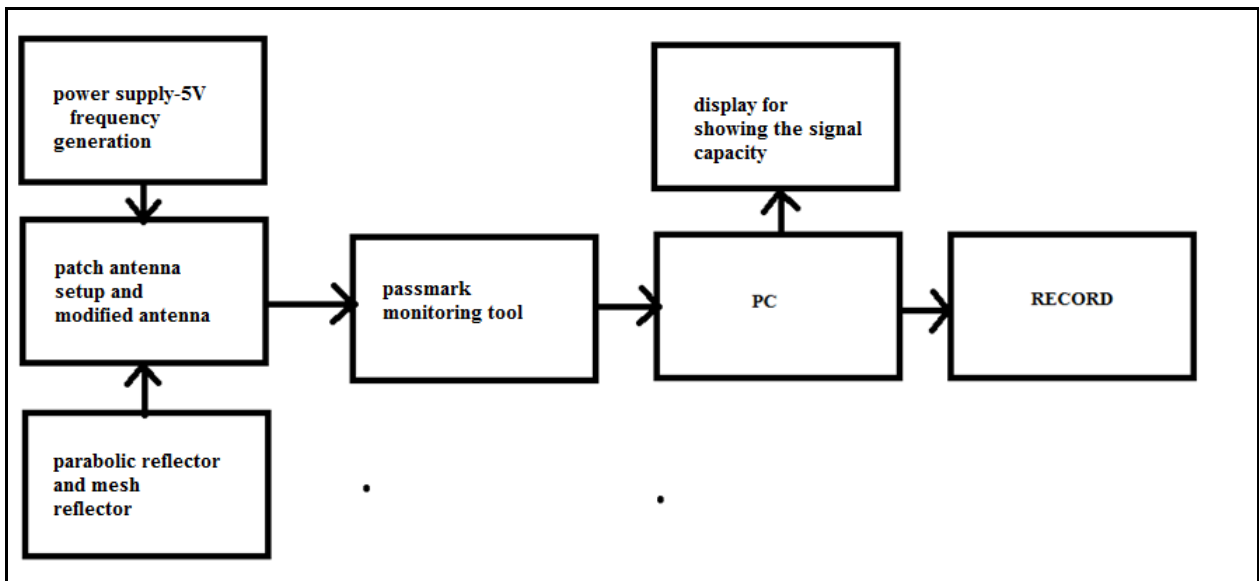 power supply-5V
frequency
generation
display for
showing the signal
capacity
patch antenna
setup and
modified antenna
passmark
monitoring tool
PC
RECORD
parabolic reflector
and mesh
reflector